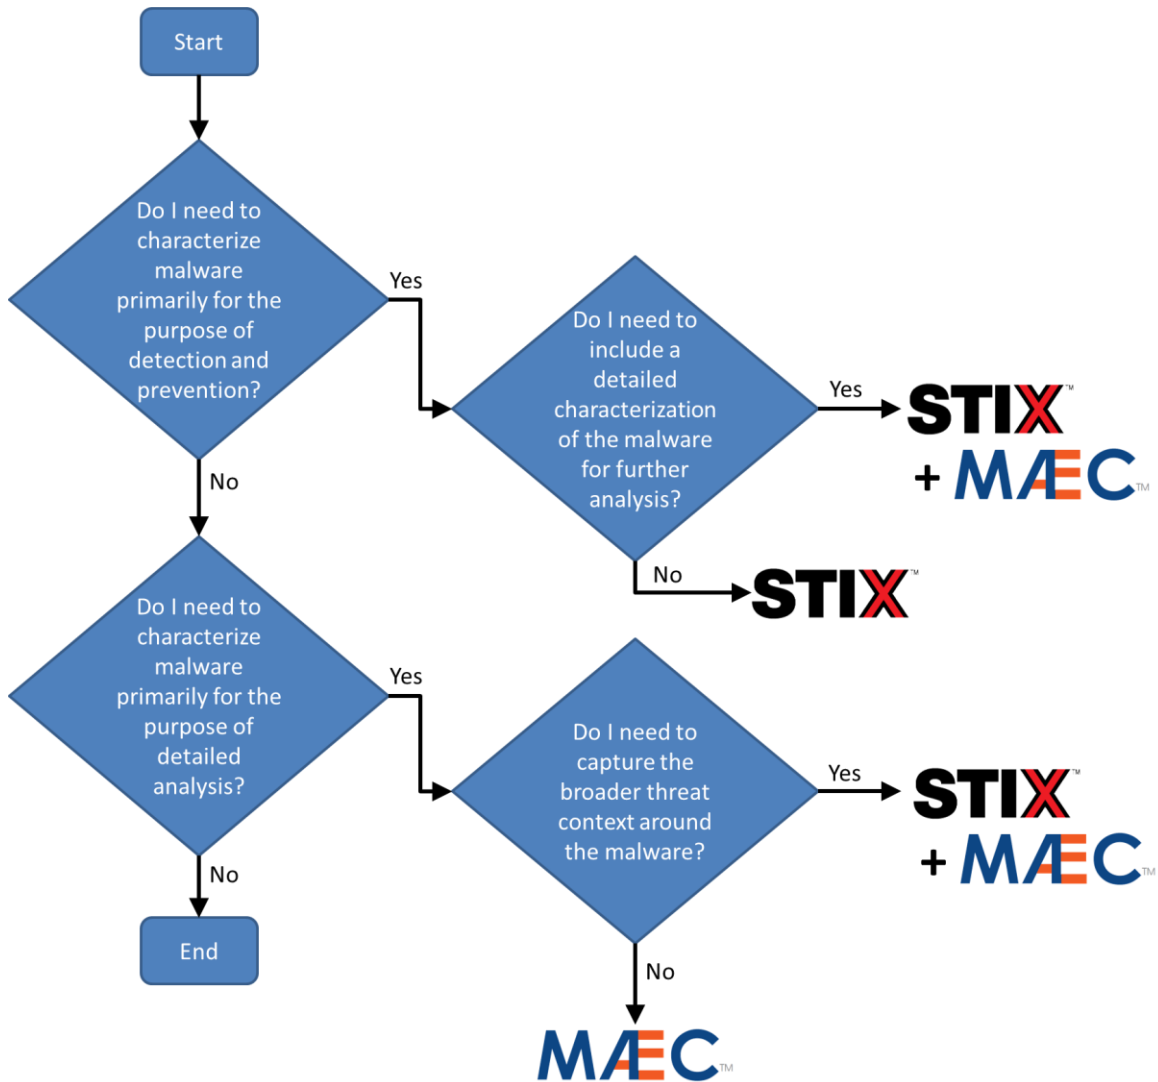 Start
Do I need to
characterize
malware
primarily for the
purpose of
detection and
prevention?
Yes
Do I need to
include a
detailed
characterization
of the malware
for further
analysis?
Yes
STIX™
+ MÆC™
No
No
STIX™
Do I need to
characterize
malware
primarily for the
purpose of
detailed
analysis?
Yes
Do I need to
capture the
broader threat
context around
the malware?
Yes
STIX™
+ MÆC™
No
End
No
MÆC™